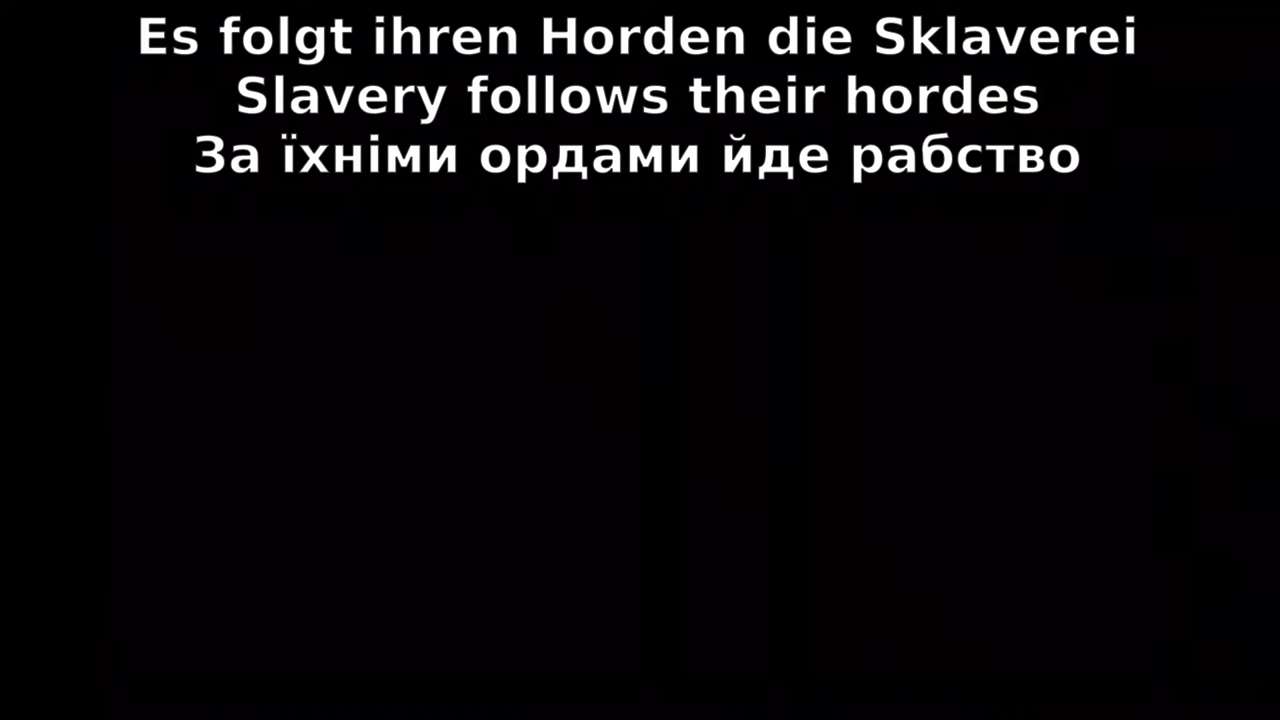 Es folgt ihren Horden die Sklaverei
Slavery follows their hordes
За їхніми ордами йде рабство